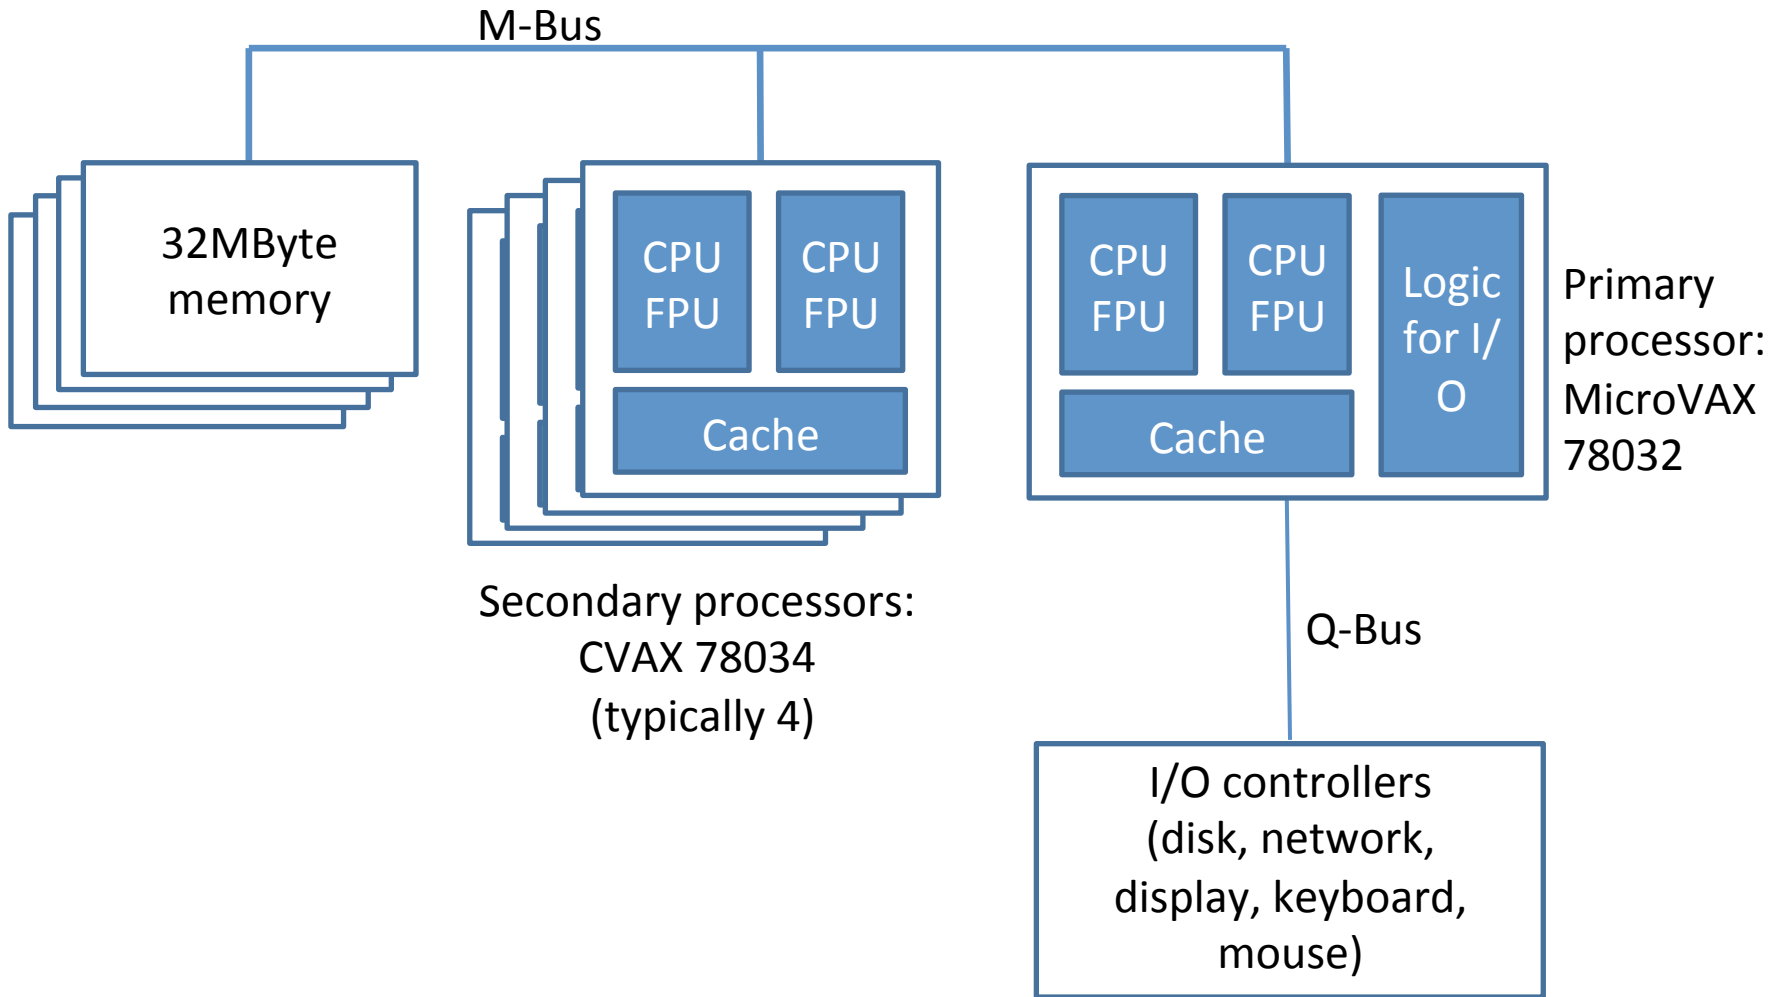 M-Bus
32MByte
memory
CPU
FPU
CPU
FPU
Cache
CPU
FPU
CPU
FPU
Cache
Logic
for I/
O
Primary
processor:
MicroVAX
78032
Secondary processors:
CVAX 78034
(typically 4)
Q-Bus
I/O controllers
(disk, network,
display, keyboard,
mouse)